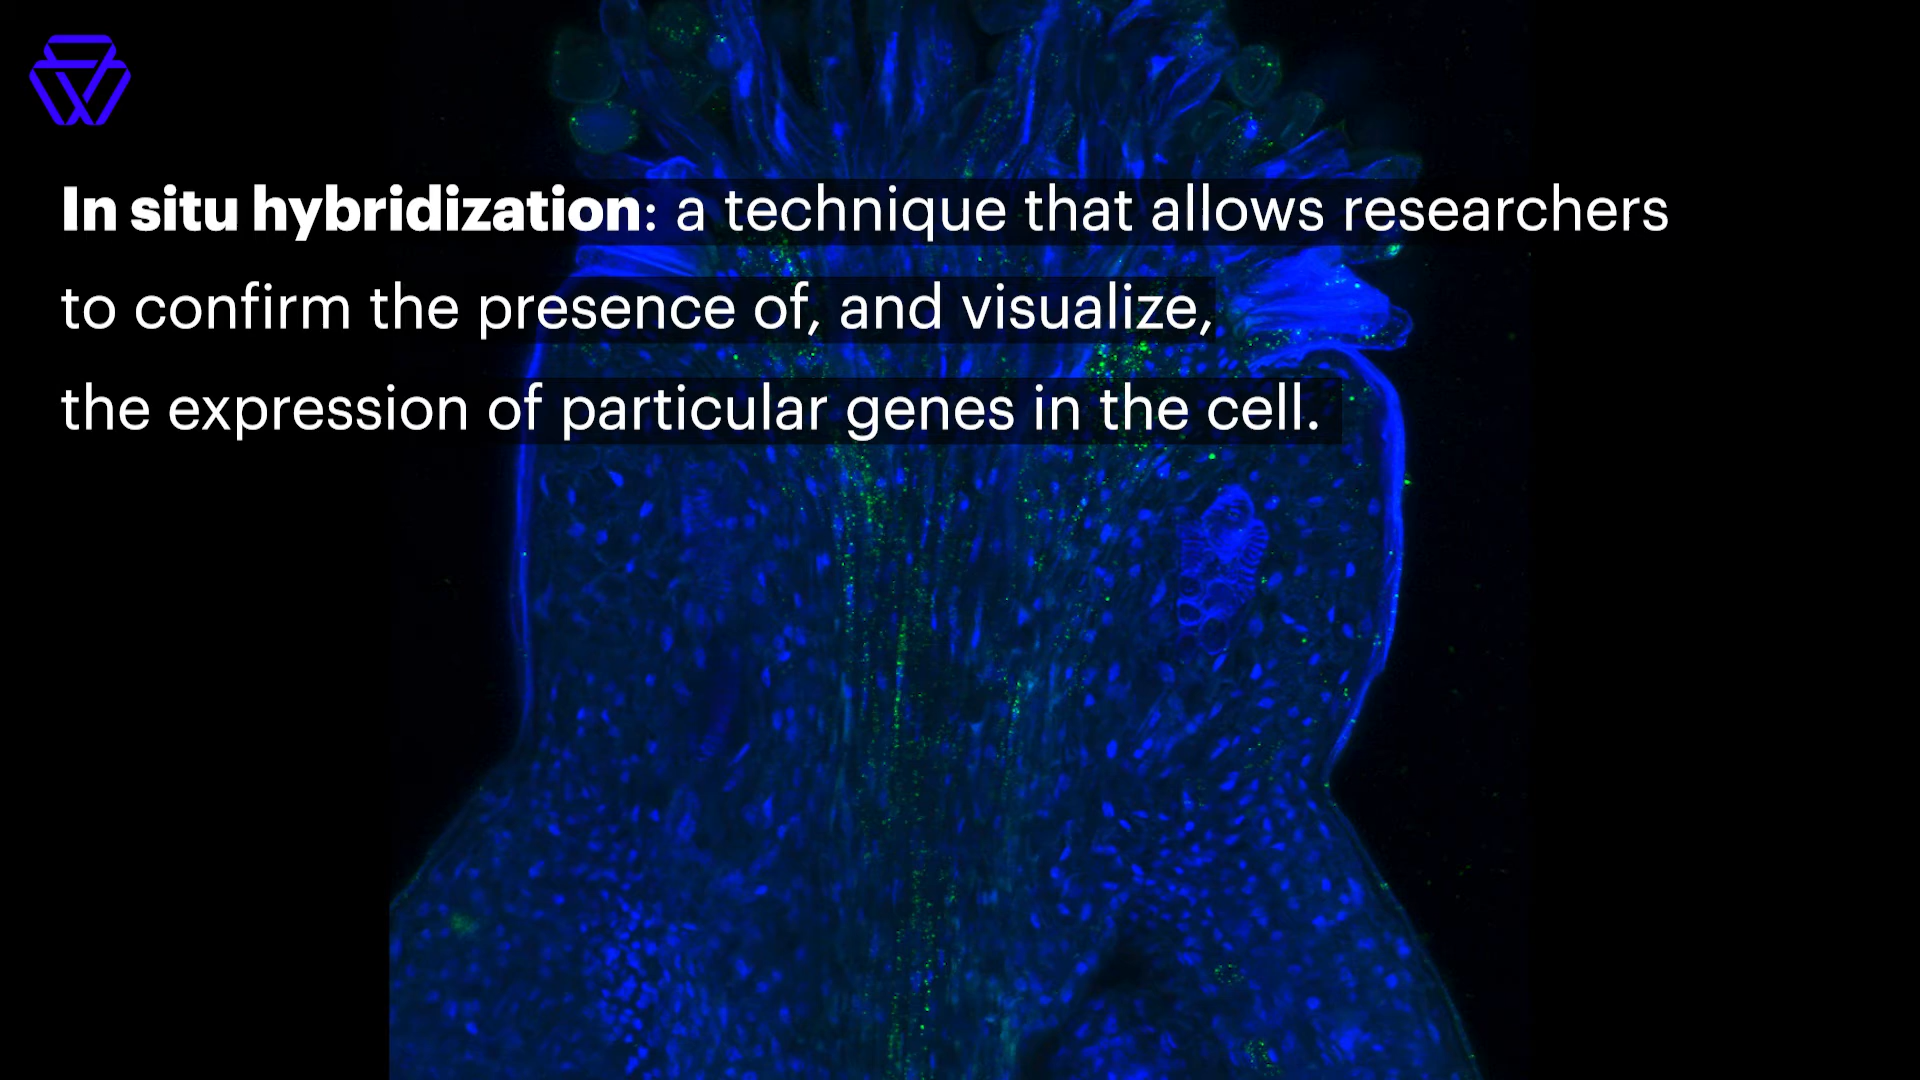 In situ hybridization: a technique that allows researchers
to confirm the presence of, and visualize,
the expression of particular genes in the cell.